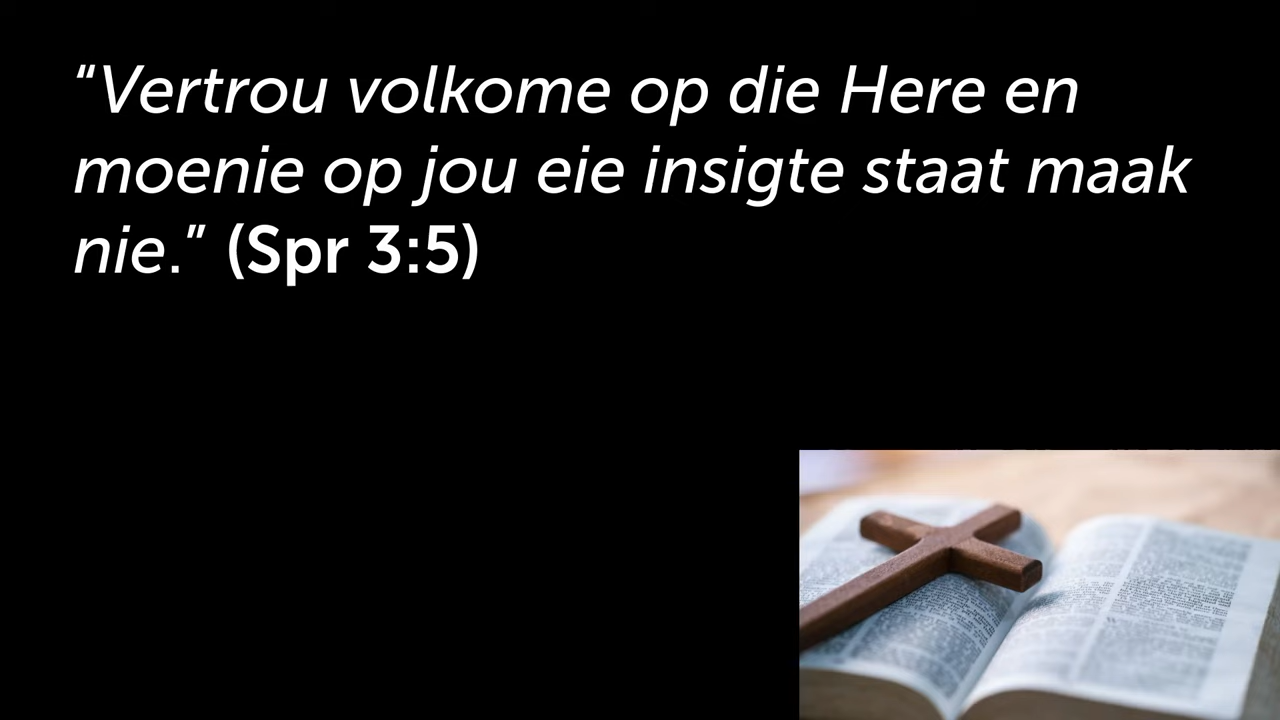 “Vertrou volkome op die Here en
moenie op jou eie insigte staat maak
nie.” (Spr 3:5)